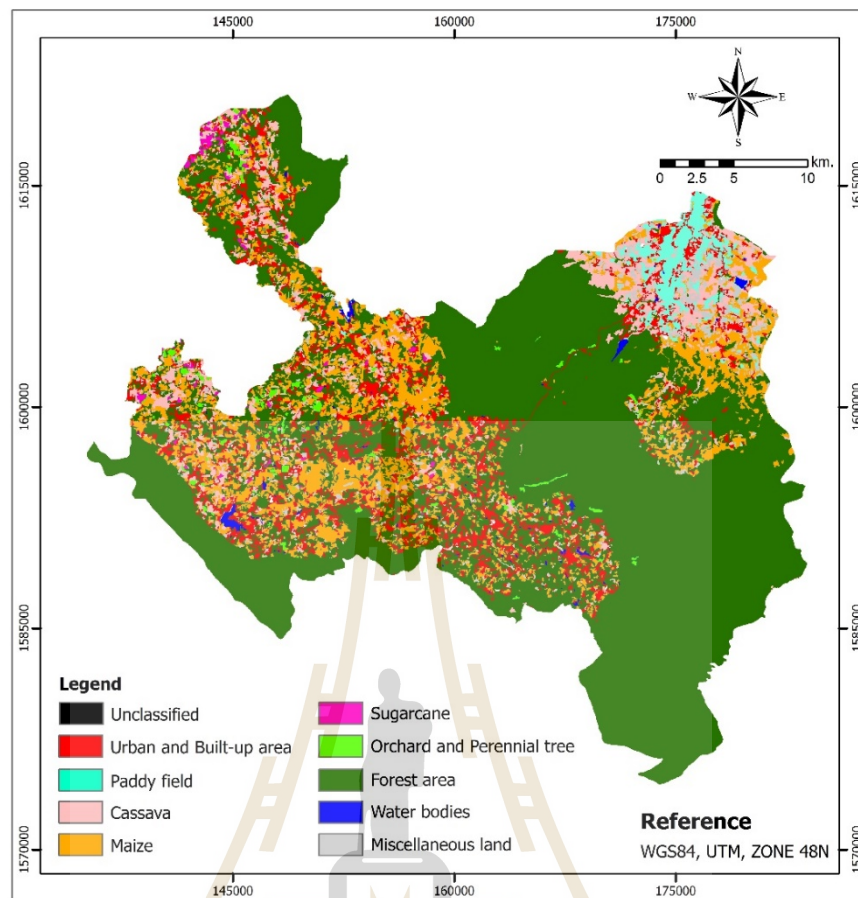 145000 160000 175000
N
W E
S
km.
0 2.5 5 10
1615000 1615000
1600000 1600000
1585000 1585000
1570000 1570000
Legend
Unclassified
Urban and Built-up area
Paddy field
Cassava
Maize
Sugarcane
Orchard and Perennial tree
Forest area
Water bodies
Miscellaneous land
Reference
WGS84, UTM, ZONE 48N
145000 160000 175000